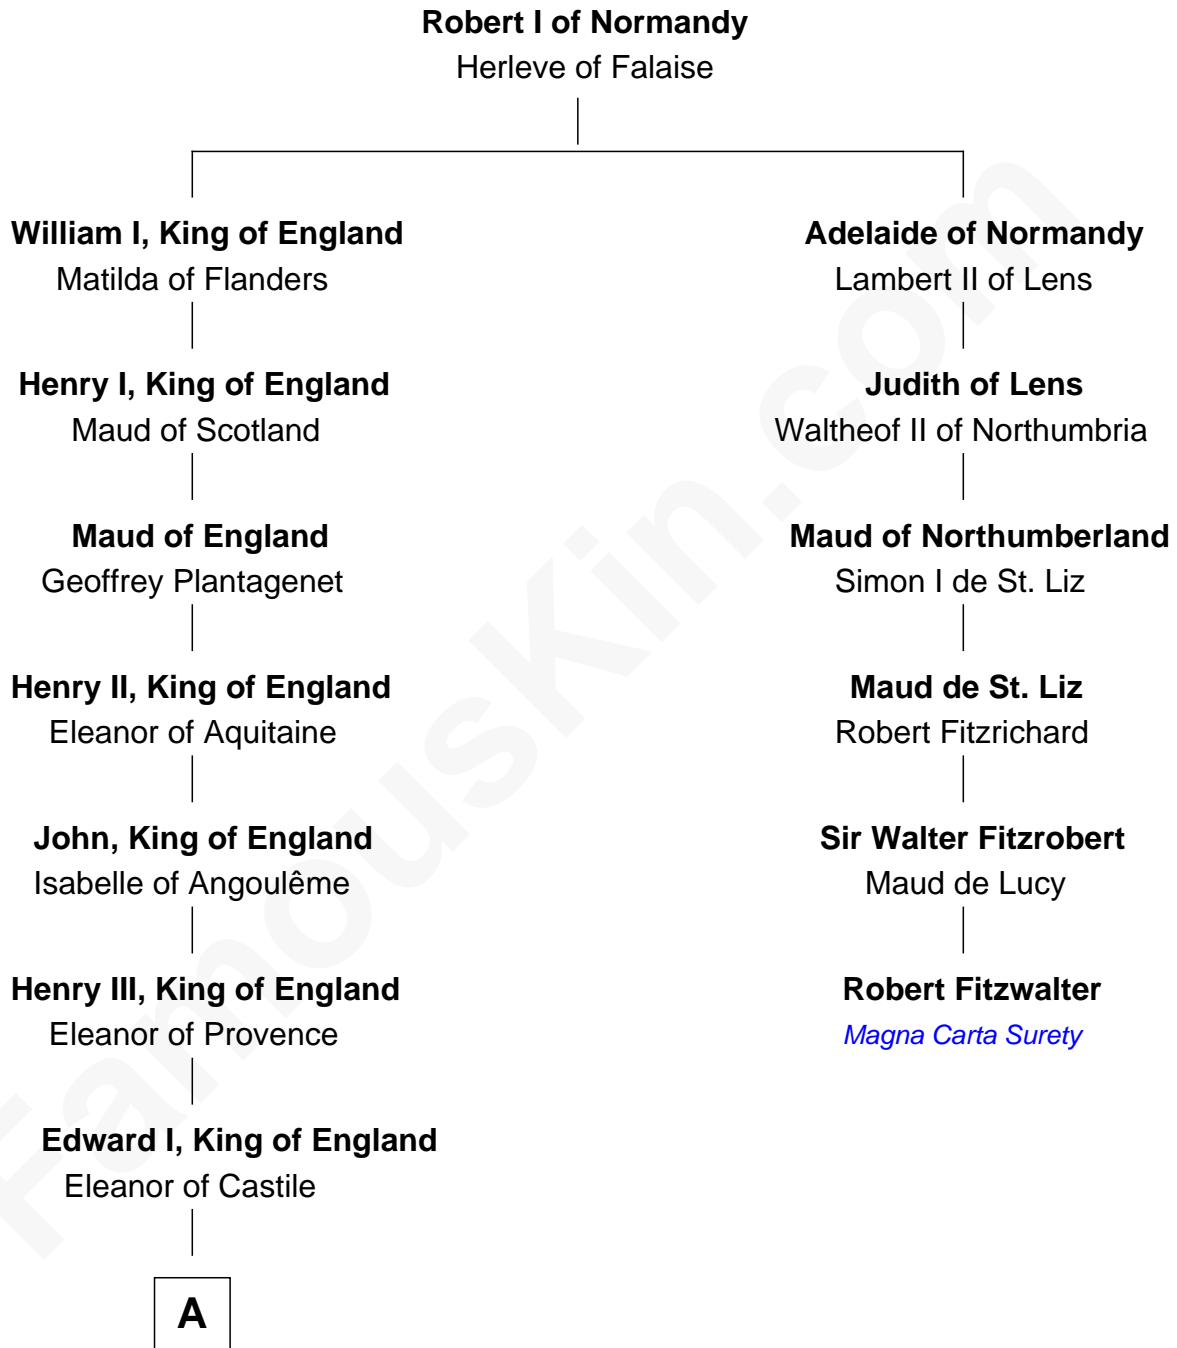 Robert I of Normandy
Herleve of Falaise
William I, King of England
Matilda of Flanders
Adelaide of Normandy
Lambert II of Lens
Henry I, King of England
Maud of Scotland
Judith of Lens
Waltheof II of Northumbria
Maud of England
Geoffrey Plantagenet
Maud of Northumberland
Simon I de St. Liz
Henry II, King of England
Eleanor of Aquitaine
Maud de St. Liz
Robert Fitzrichard
John, King of England
Isabelle of Angoulême
Sir Walter Fitzrobert
Maud de Lucy
Henry III, King of England
Eleanor of Provence
Robert Fitzwalter
Magna Carta Surety
Edward I, King of England
Eleanor of Castile
A
FamousKin.com